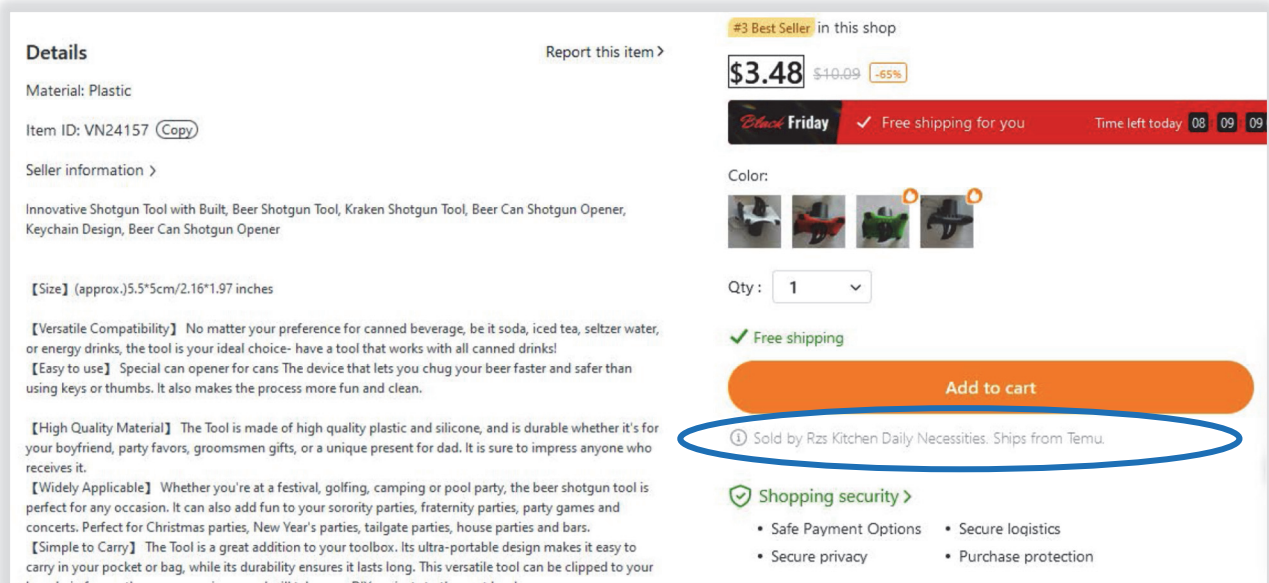 Details
Report this item >
Material: Plastic
Item ID: VN24157 Copy
Seller information >
Innovative Shotgun Tool with Built, Beer Shotgun Tool, Kraken Shotgun Tool, Beer Can Shotgun Opener,
Keychain Design, Beer Can Shotgun Opener
【Size】(approx.)5.5*5cm/2.16*1.97 inches
【Versatile Compatibility】 No matter your preference for canned beverage, be it soda, iced tea, seltzer water,
or energy drinks, the tool is your ideal choice- have a tool that works with all canned drinks!
【Easy to use】 Special can opener for cans The device that lets you chug your beer faster and safer than
using keys or thumbs. It also makes the process more fun and clean.
【High Quality Material】 The Tool is made of high quality plastic and silicone, and is durable whether it's for
your boyfriend, party favors, groomsmen gifts, or a unique present for dad. It is sure to impress anyone who
receives it.
【Widely Applicable】 Whether you're at a festival, golfing, camping or pool party, the beer shotgun tool is
perfect for any occasion. It can also add fun to your sorority parties, fraternity parties, party games and
concerts. Perfect for Christmas parties, New Year's parties, tailgate parties, house parties and bars.
【Simple to Carry】 The Tool is a great addition to your toolbox. Its ultra-portable design makes it easy to
carry in your pocket or bag, while its durability ensures it lasts long. This versatile tool can be clipped to your
#3 Best Seller in this shop
$3.48 $10.09 -65%
Black Friday ✓ Free shipping for you Time left today 08 : 09 : 09
Color:
Qty : 1
✓ Free shipping
Add to cart
Sold by Rzs Kitchen Daily Necessities. Ships from Temu.
Shopping security >
• Safe Payment Options • Secure logistics
• Secure privacy • Purchase protection